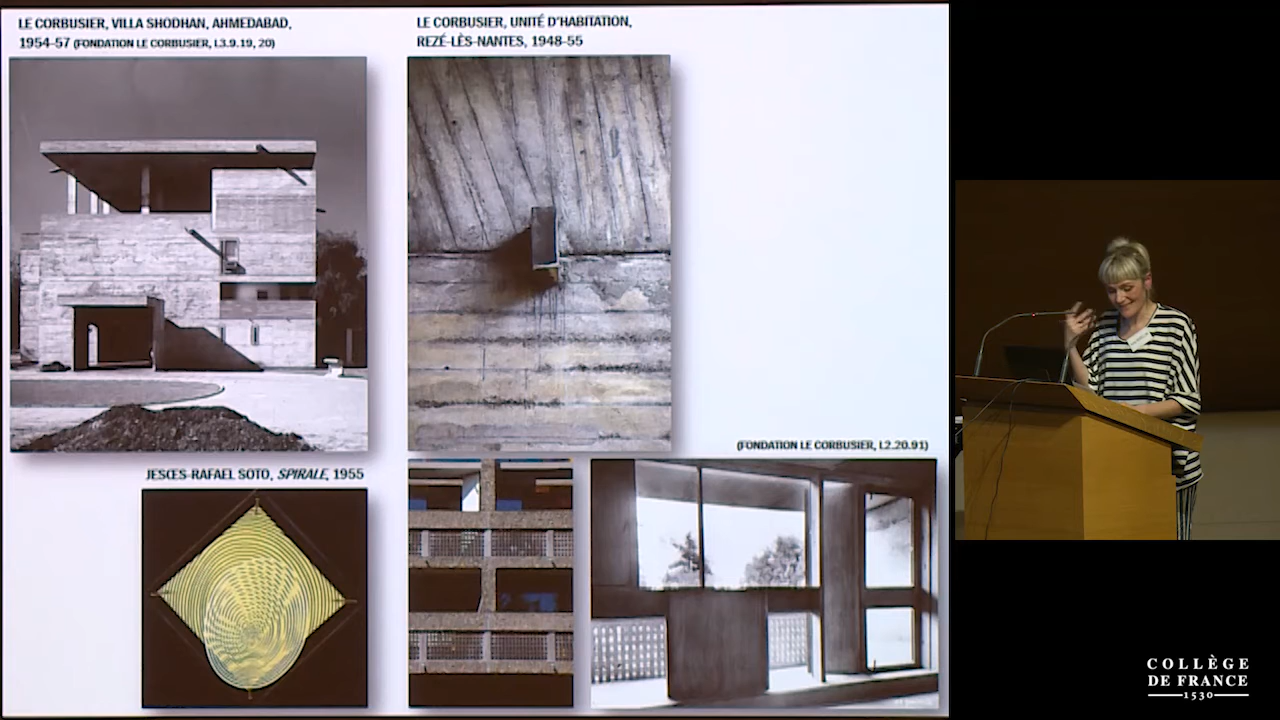 LE CORBUSIER, VILLA SHODHAN, AHMEDABAD,
1954-57 (FONDATION LE CORBUSIER, L3.9.19, 20)
LE CORBUSIER, UNITÉ D'HABITATION,
REZÉ-LÈS-NANTES, 1948-55
(FONDATION LE CORBUSIER, L2.20.91)
JESCES-RAFAEL SOTO, SPIRALE, 1955
COLLÈGE
DE FRANCE
1530